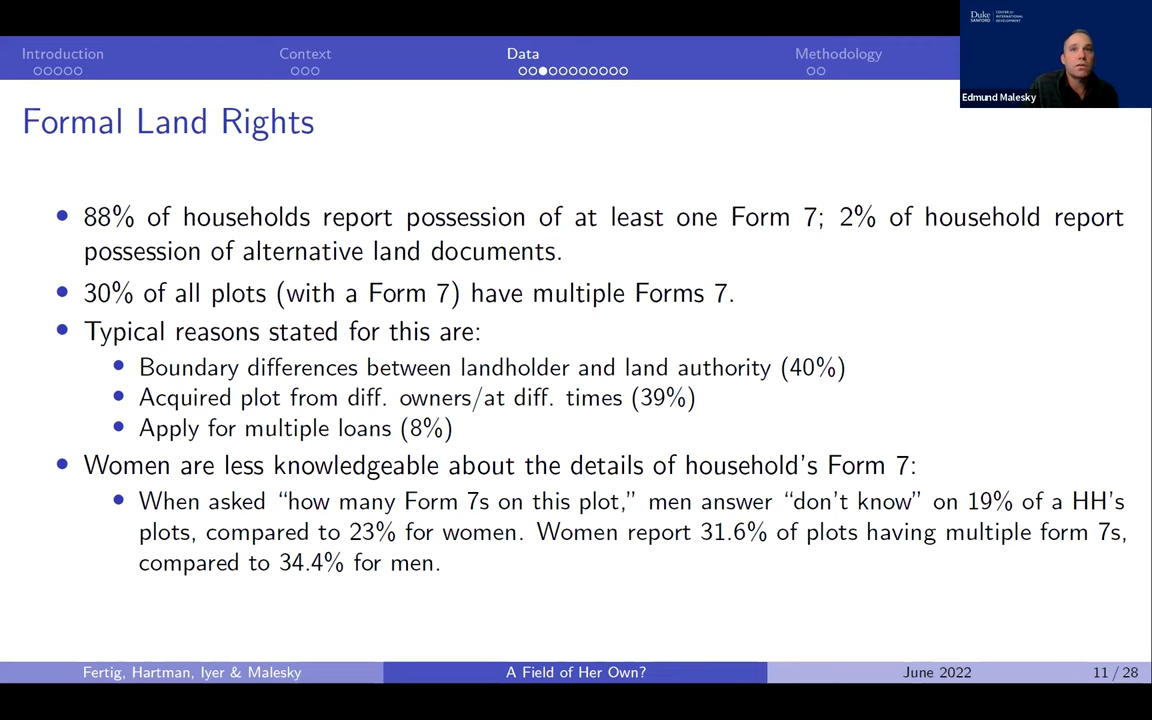 Introduction
Context
Data
Methodology
Duke
SANFORD
CENTER for
INTERNATIONAL
DEVELOPMENT
Edmund Malesky
Formal Land Rights
• 88% of households report possession of at least one Form 7; 2% of household report
possession of alternative land documents.
• 30% of all plots (with a Form 7) have multiple Forms 7.
• Typical reasons stated for this are:
• Boundary differences between landholder and land authority (40%)
• Acquired plot from diff. owners/at diff. times (39%)
• Apply for multiple loans (8%)
• Women are less knowledgeable about the details of household's Form 7:
• When asked “how many Form 7s on this plot,” men answer “don't know” on 19% of a HH's
plots, compared to 23% for women. Women report 31.6% of plots having multiple form 7s,
compared to 34.4% for men.
Fertig, Hartman, Iyer & Malesky
A Field of Her Own?
June 2022
11 / 28